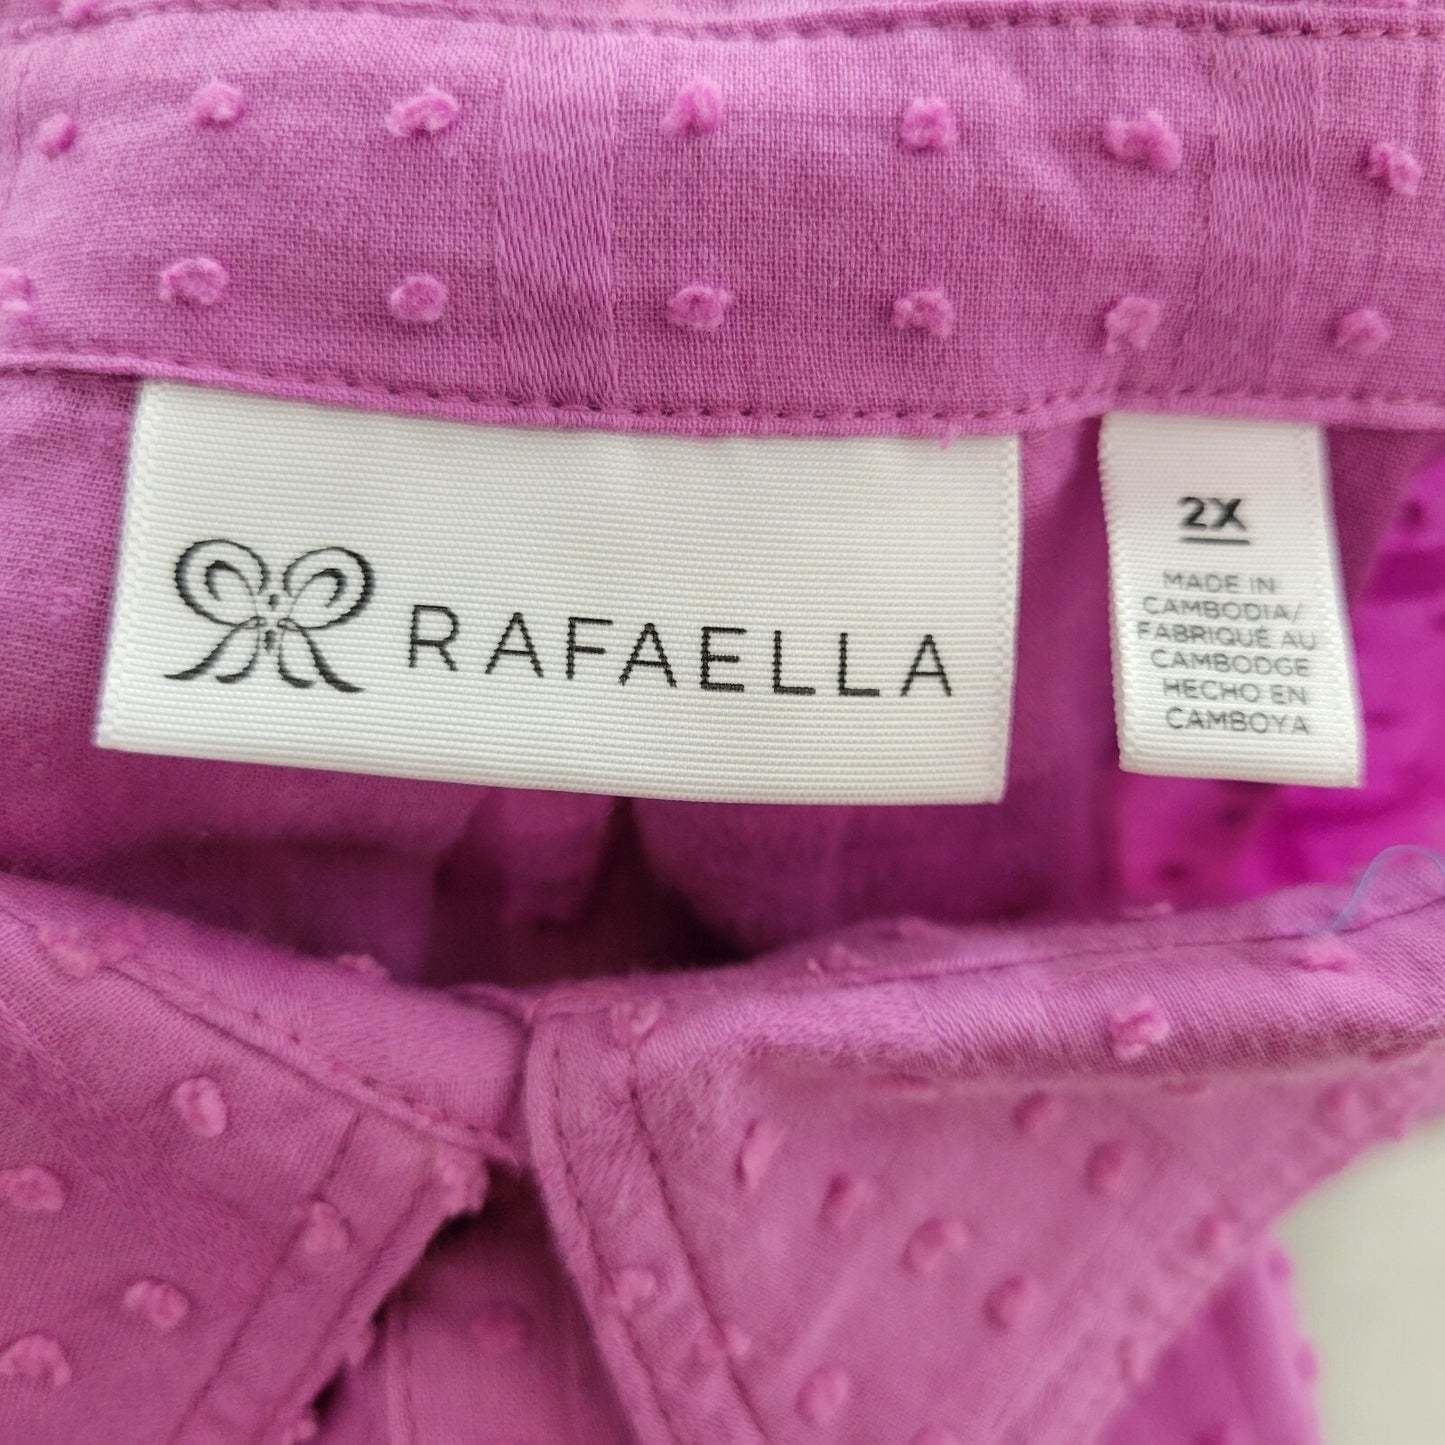 RAFAELLA
2X
MADE IN
CAMBODIA/
FABRIQUÉ AU
CAMBODGE
HECHO EN
CAMBOYA